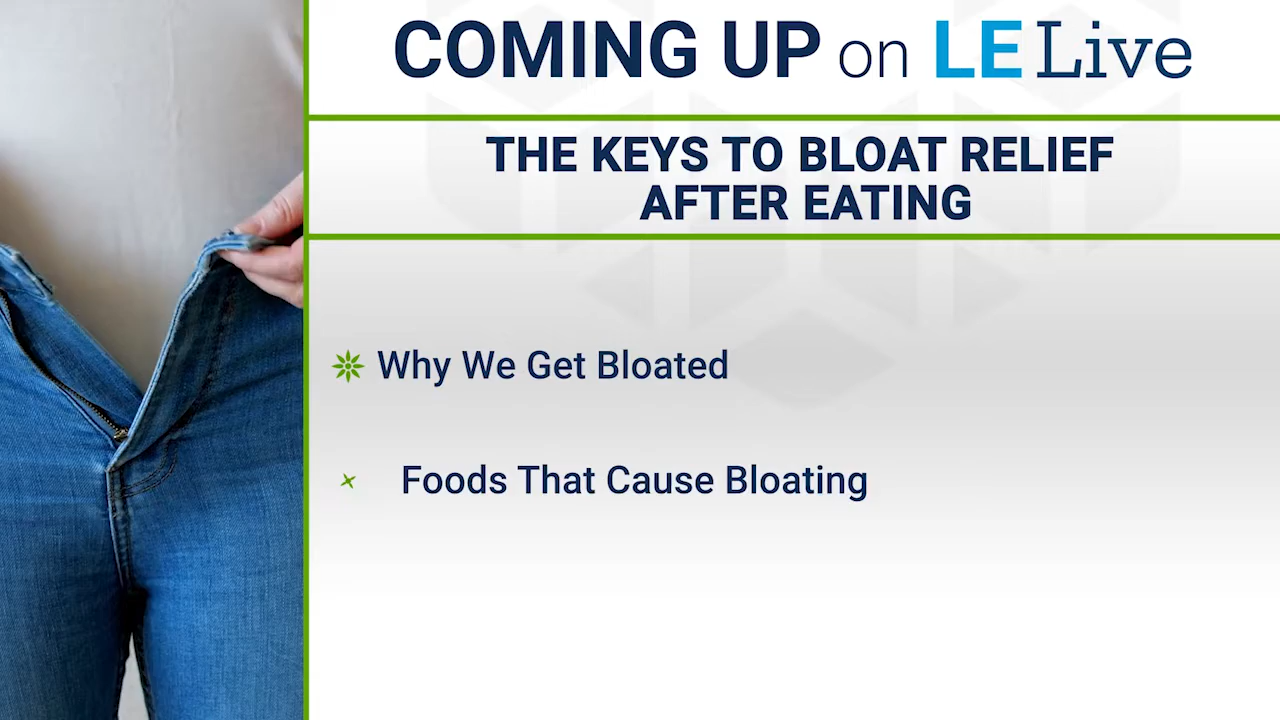 COMING UP on LE Live
THE KEYS TO BLOAT RELIEF
AFTER EATING
Why We Get Bloated
Foods That Cause Bloating